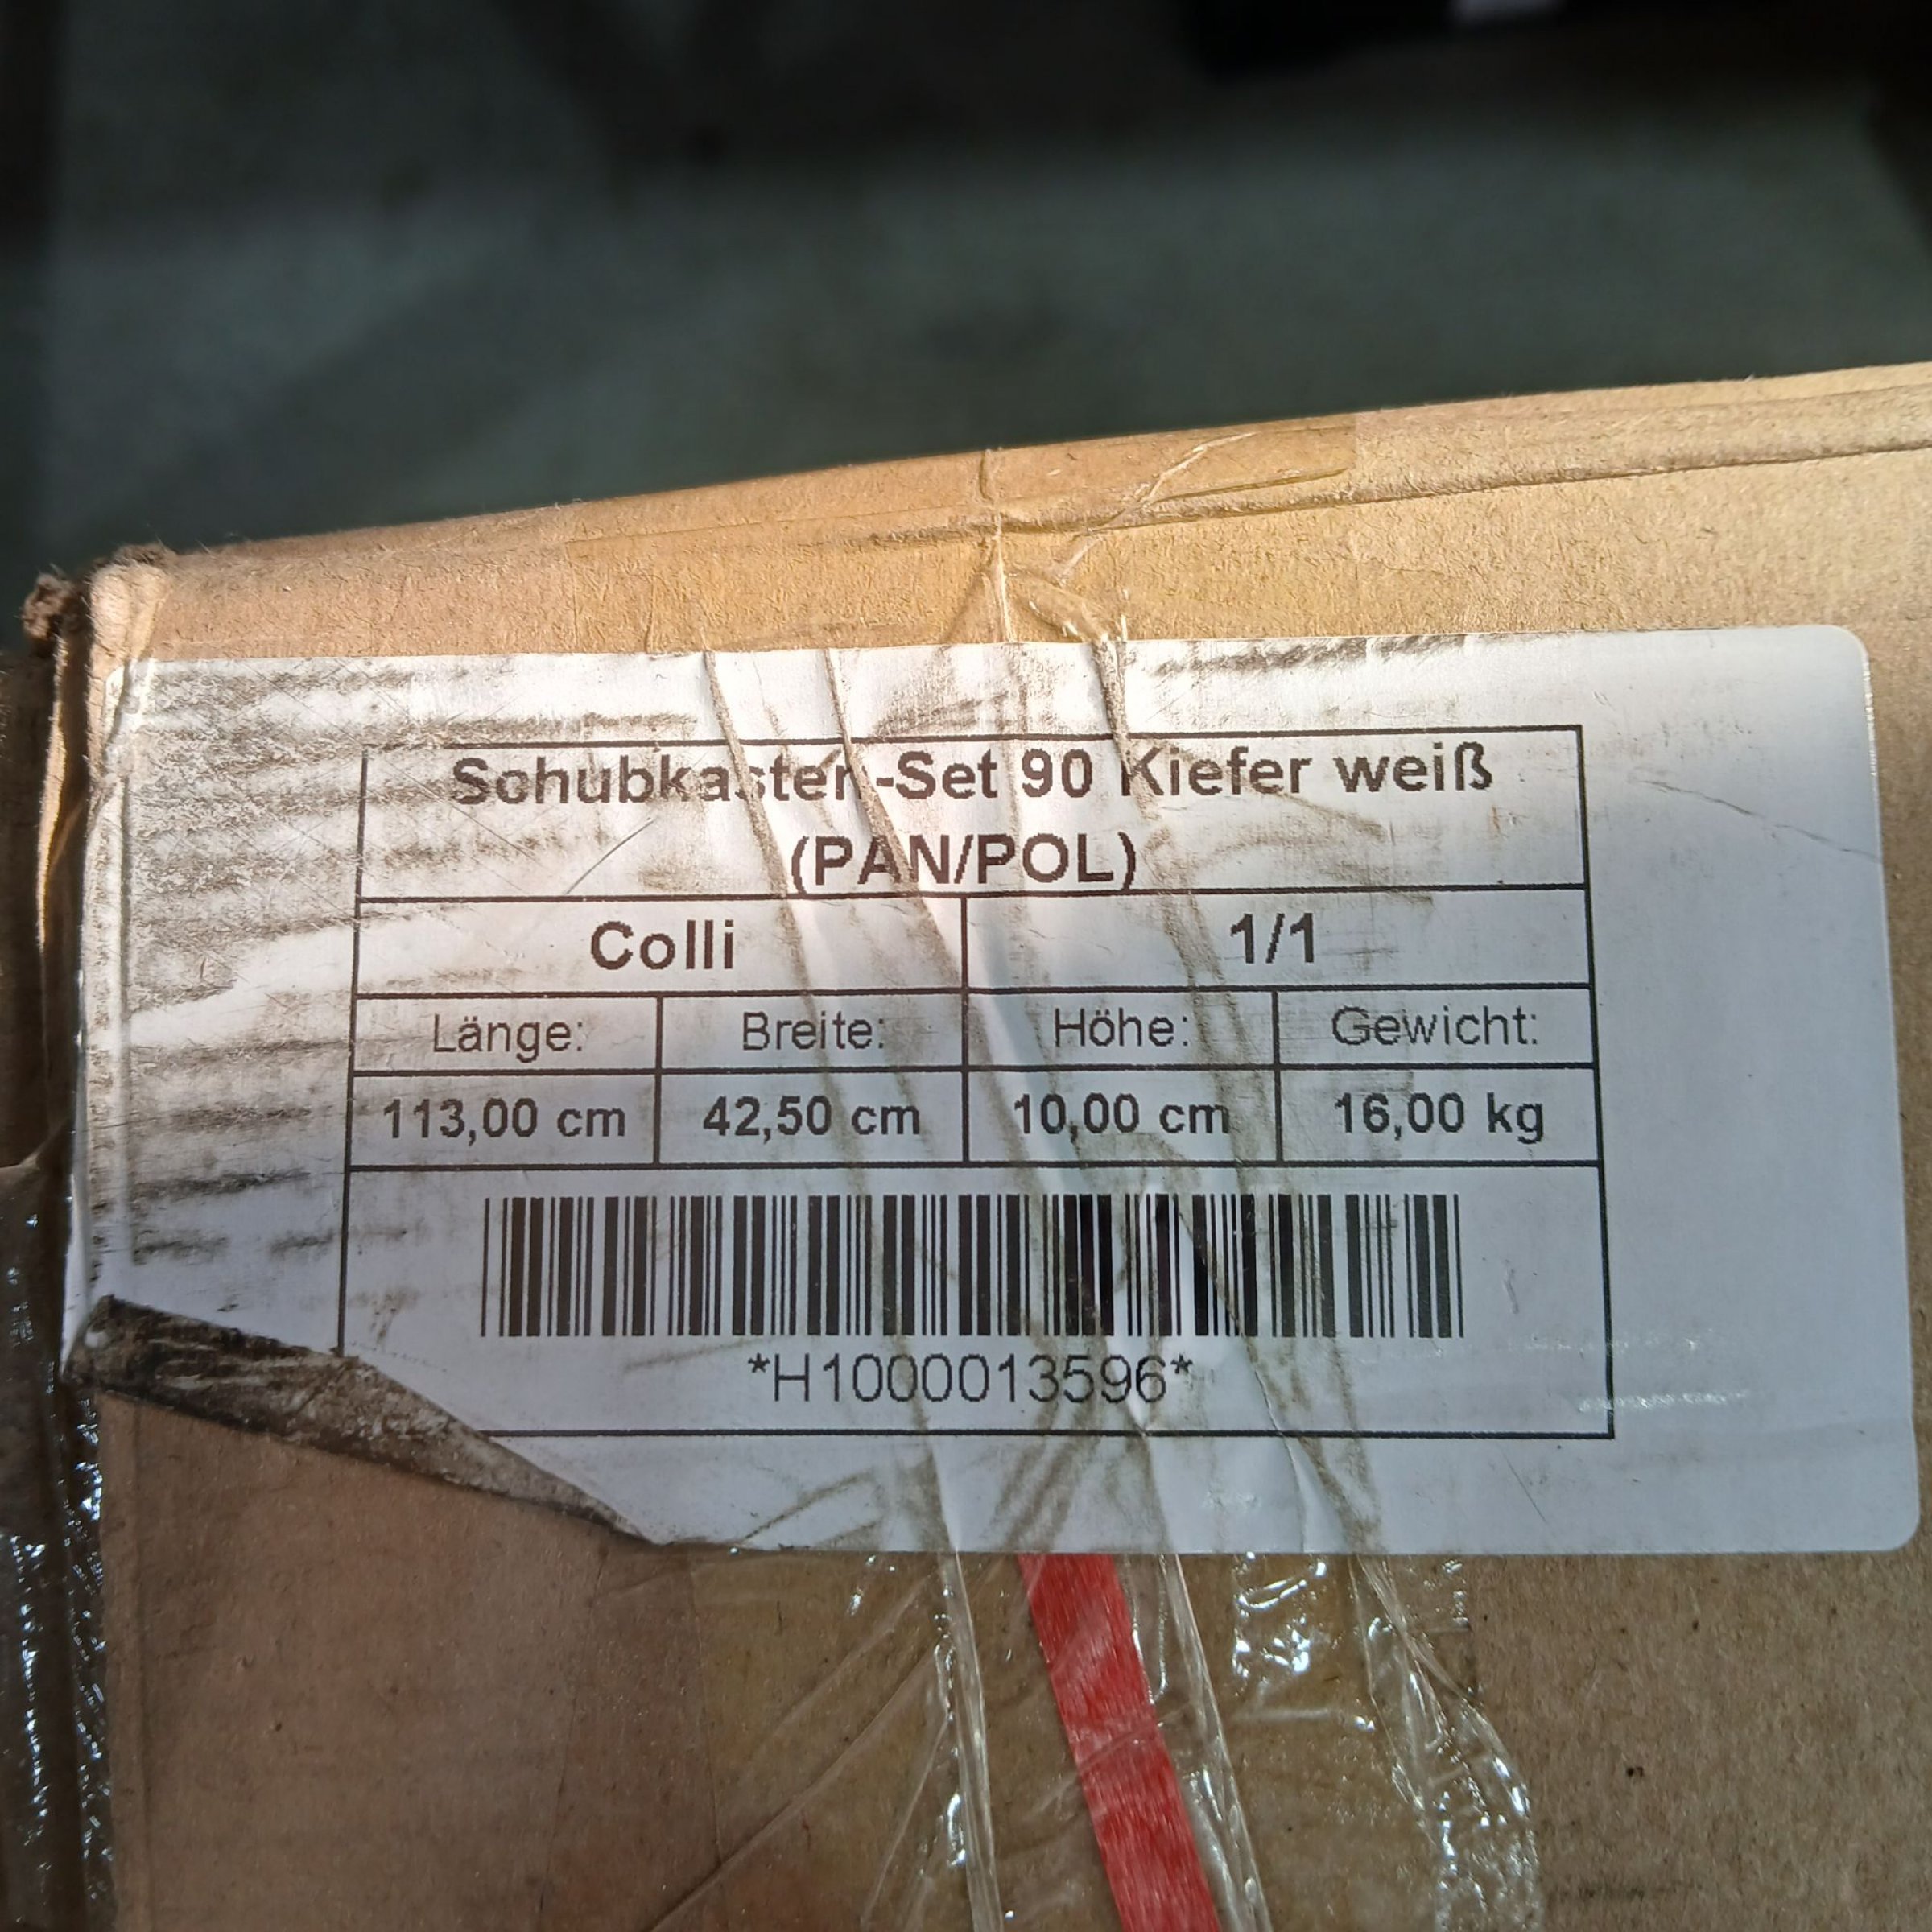 Schubkasten-Set 90 Kiefer weiß
(PAN/POL)
Colli 1/1
Länge: Breite: Höhe: Gewicht:
113,00 cm 42,50 cm 10,00 cm 16,00 kg
*H1000013596*